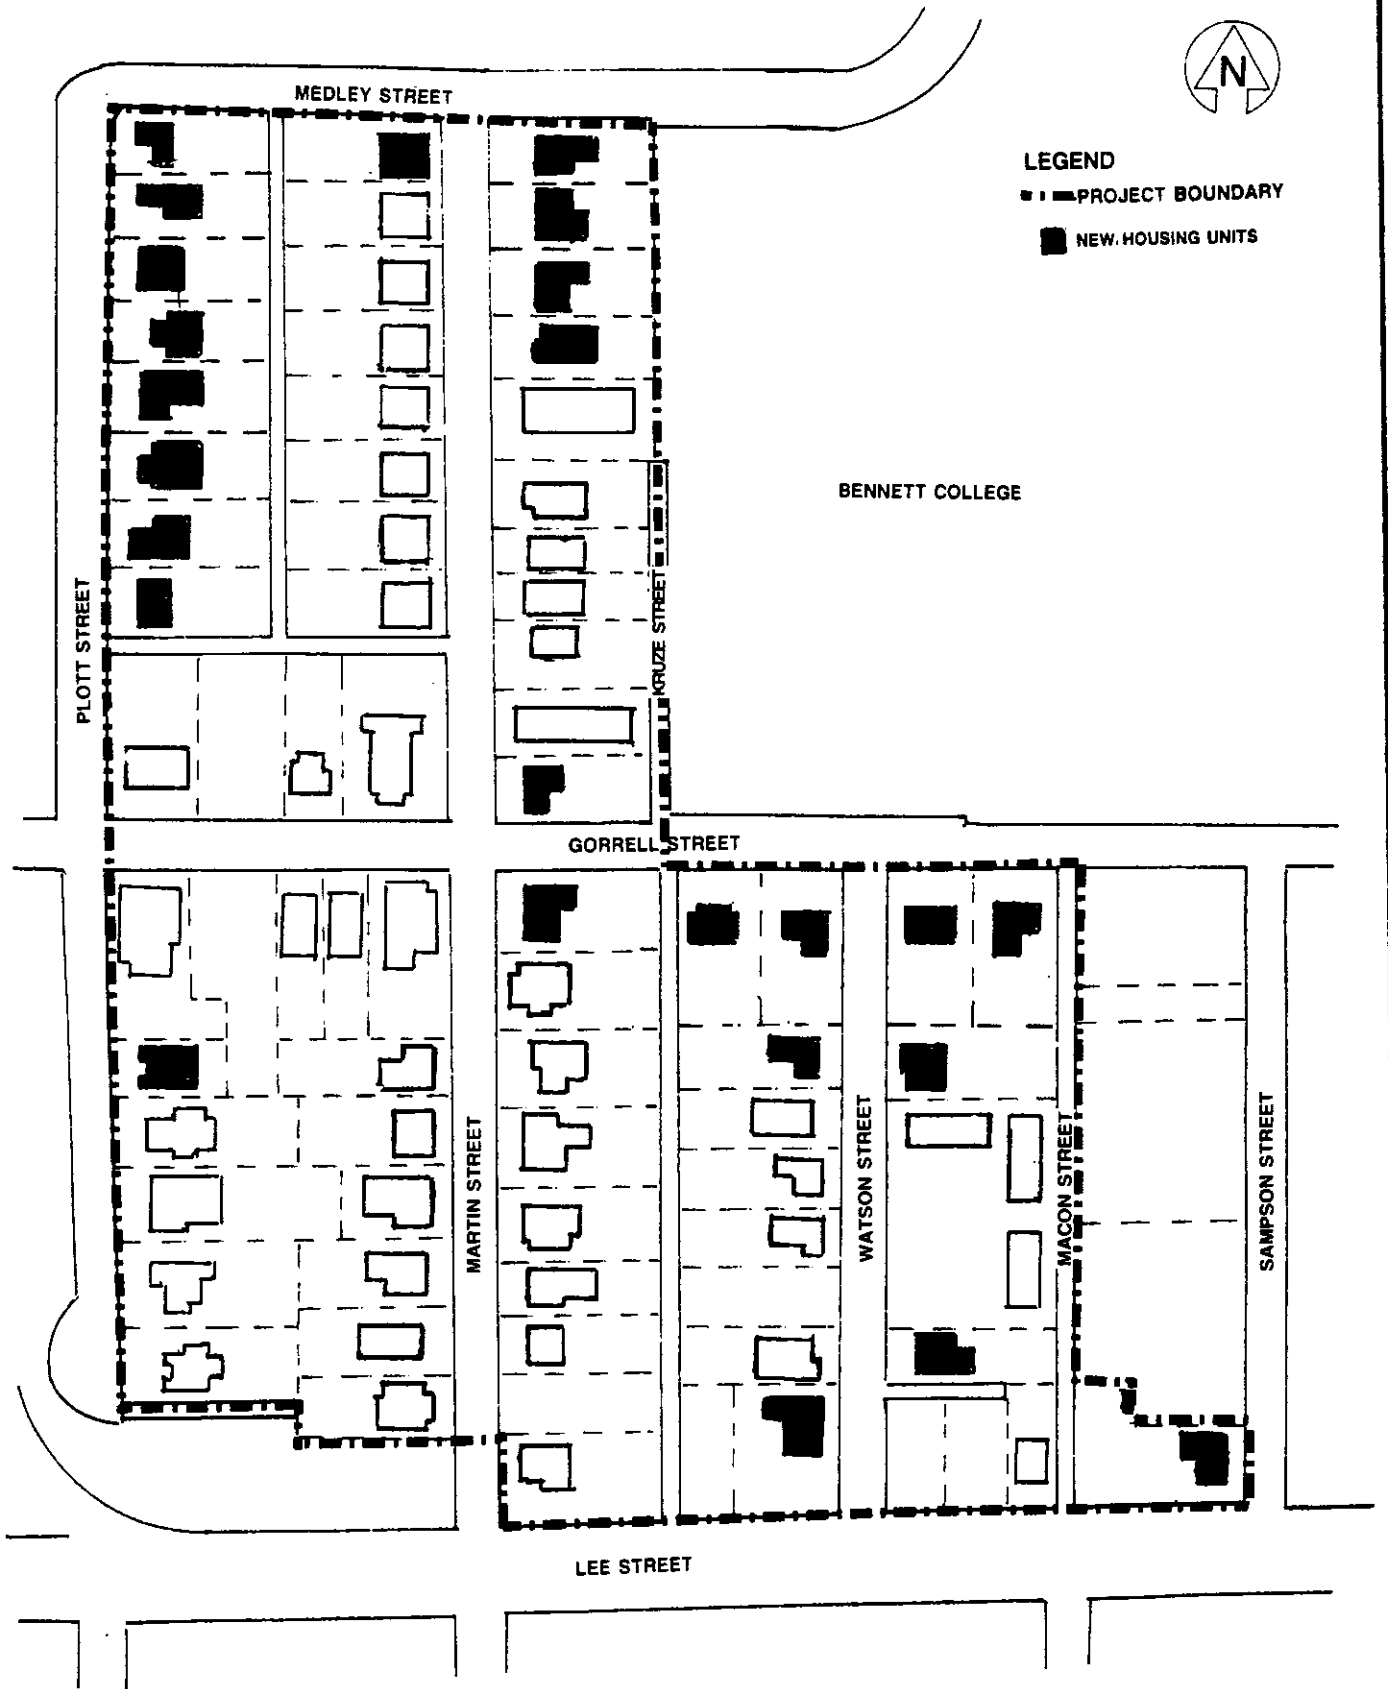 N
MEDLEY STREET
LEGEND
PROJECT BOUNDARY
NEW HOUSING UNITS
BENNETT COLLEGE
PLOTT STREET
KRUZE STREET
GORRELL STREET
MARTIN STREET
WATSON STREET
MACON STREET
SAMPSON STREET
LEE STREET